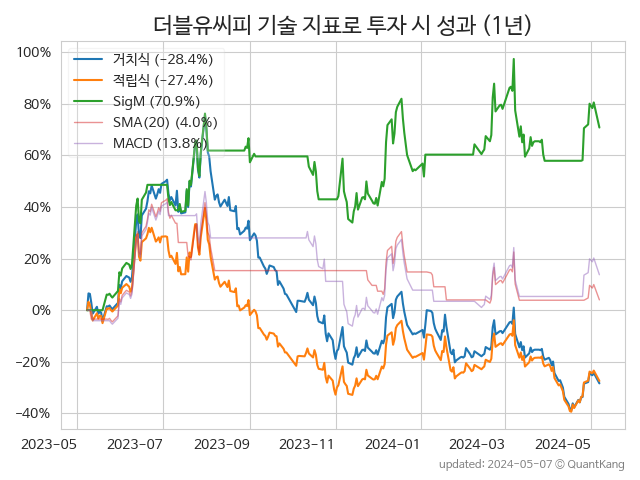 더블유씨피 기술 지표로 투자 시 성과 (1년)
100%
80%
60%
40%
20%
0%
−20%
−40%
거치식 (−28.4%)
적립식 (−27.4%)
SigM (70.9%)
SMA(20) (4.0%)
MACD (13.8%)
2023-05
2023-07
2023-09
2023-11
2024-01
2024-03
2024-05
updated: 2024-05-07 © QuantKang